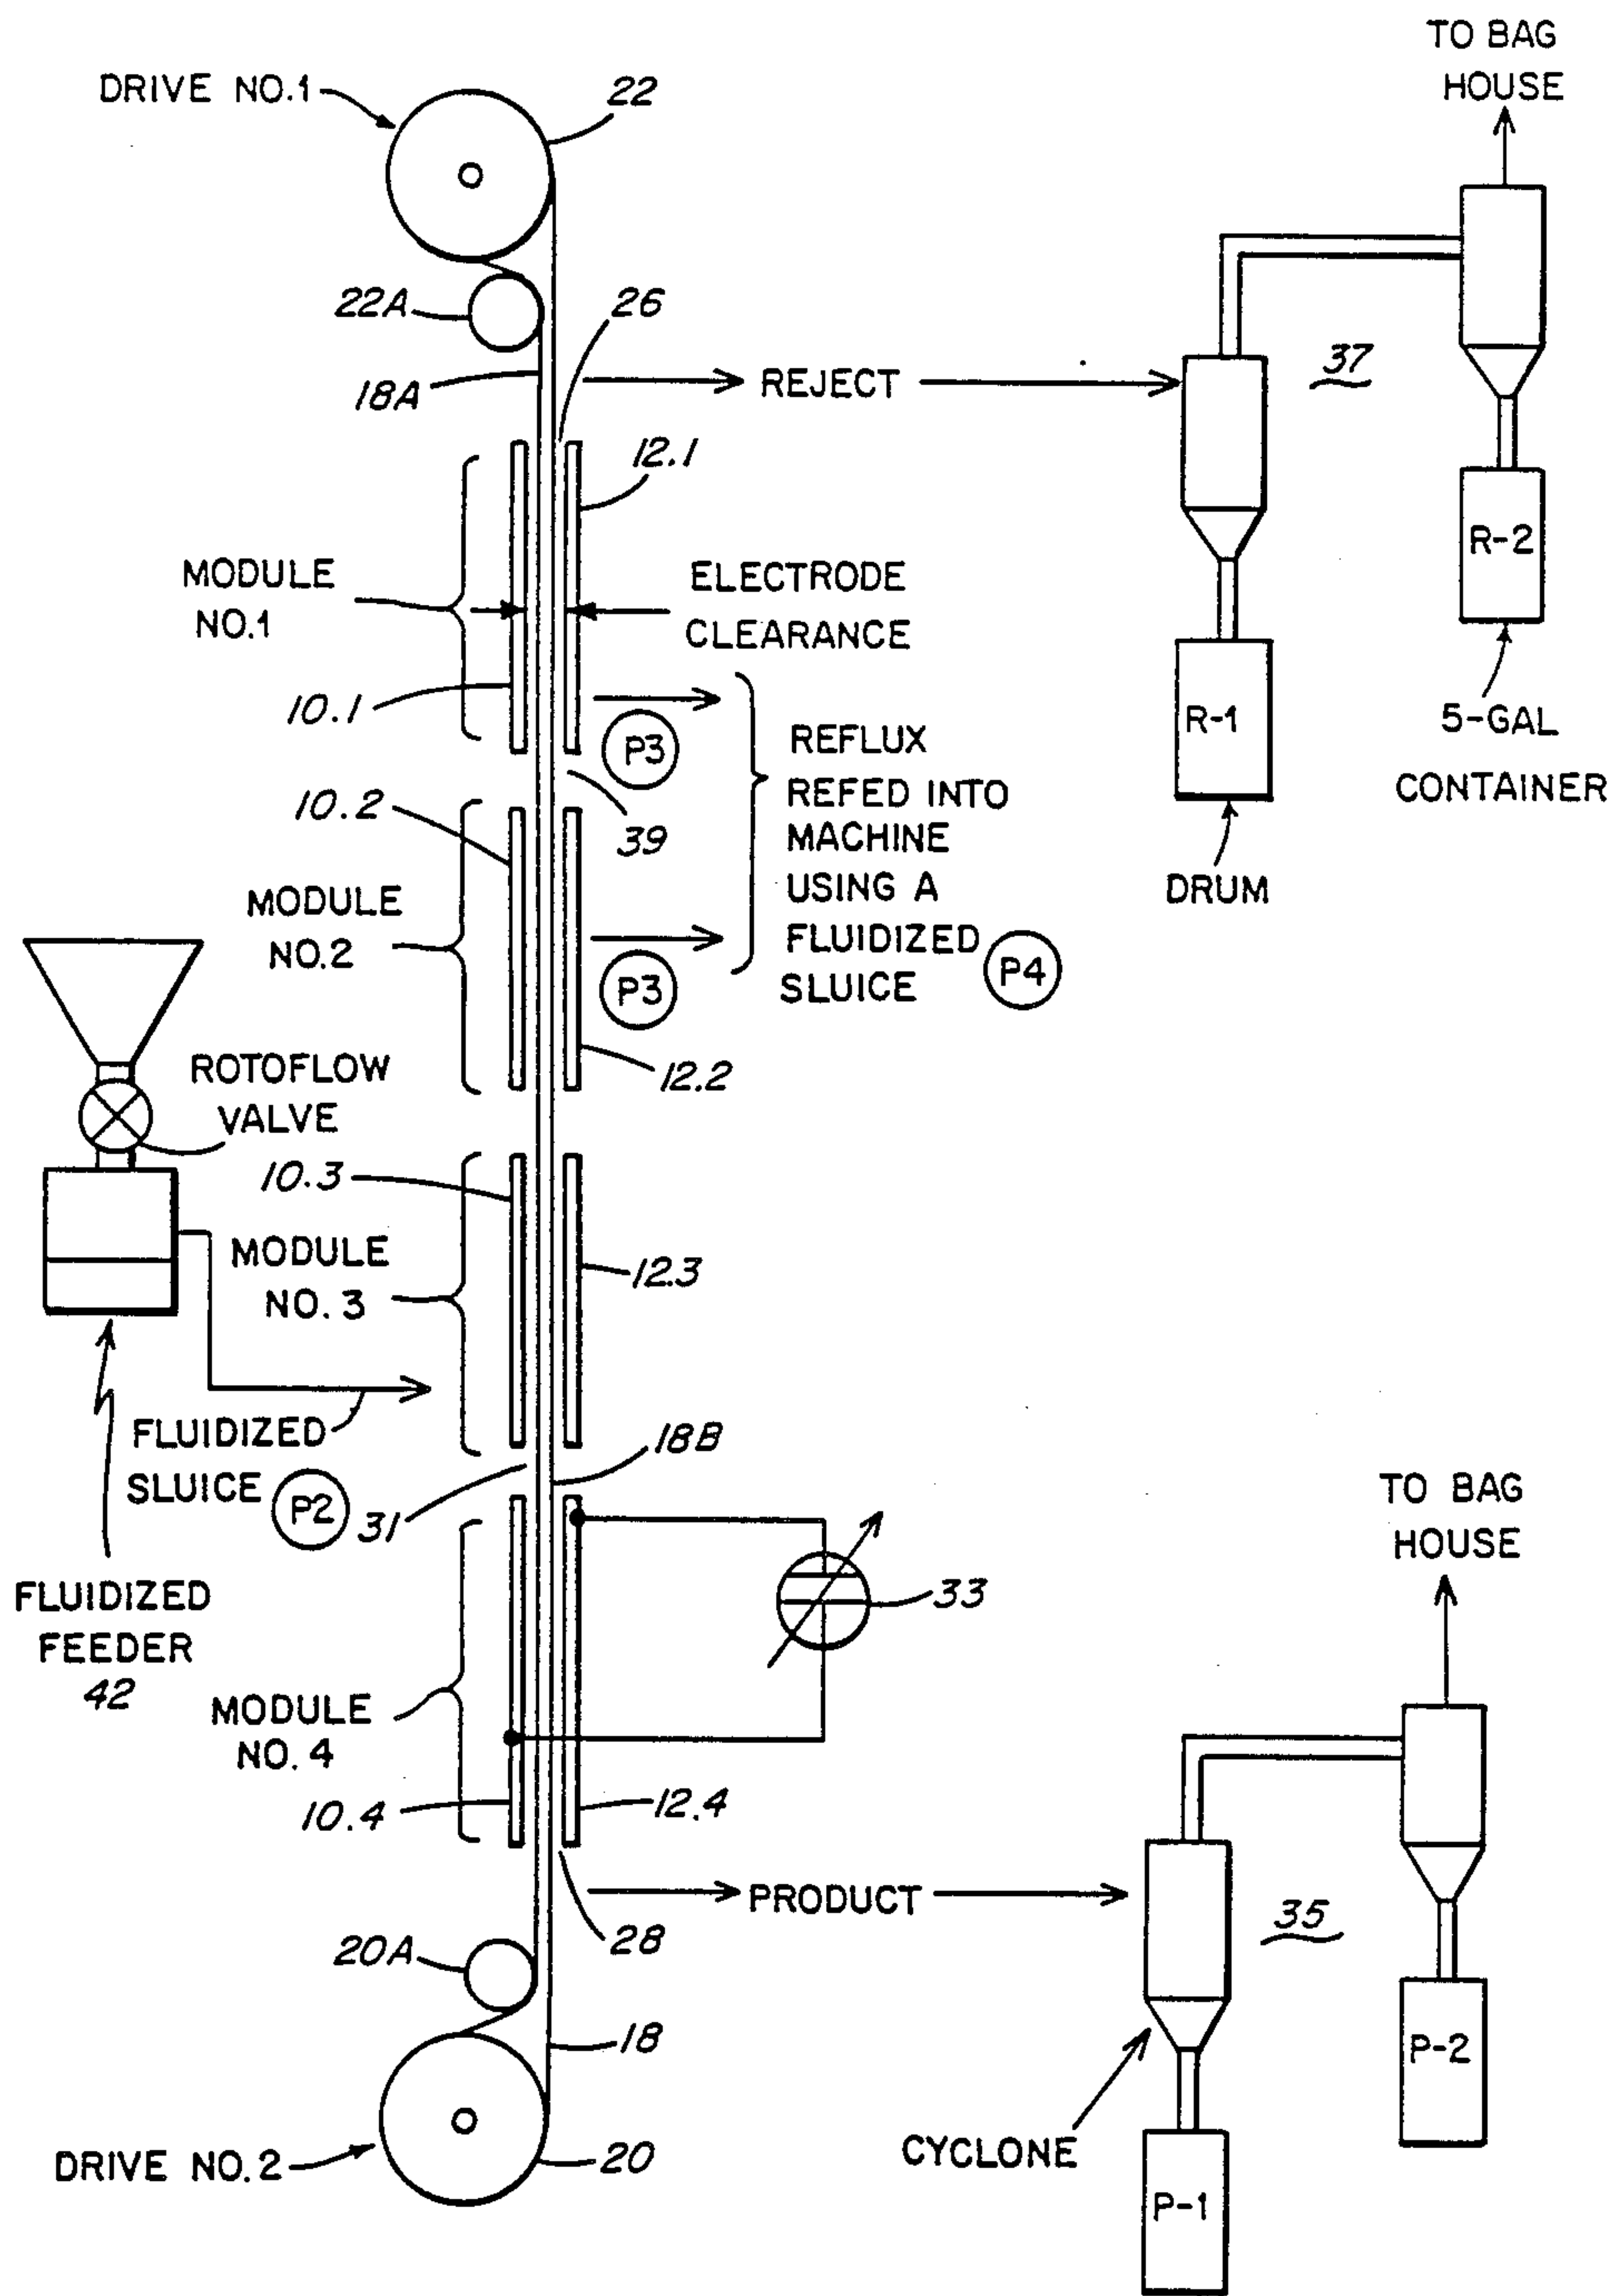 TO BAG
HOUSE
DRIVE NO.1
22
22A
26
18A
REJECT
37
12.1
MODULE
NO.1
ELECTRODE
CLEARANCE
R-2
10.1
P3
R-1
5-GAL
CONTAINER
REFLUX
REFED INTO
MACHINE
USING A
FLUIDIZED
SLUICE
P4
10.2
39
DRUM
MODULE
NO.2
P3
12.2
ROTOFLOW
VALVE
10.3
MODULE
NO. 3
12.3
FLUIDIZED
SLUICE
P2
31
18B
TO BAG
HOUSE
FLUIDIZED
FEEDER
42
33
MODULE
NO. 4
10.4
12.4
PRODUCT
28
35
20A
18
P-2
CYCLONE
DRIVE NO. 2
20
P-1